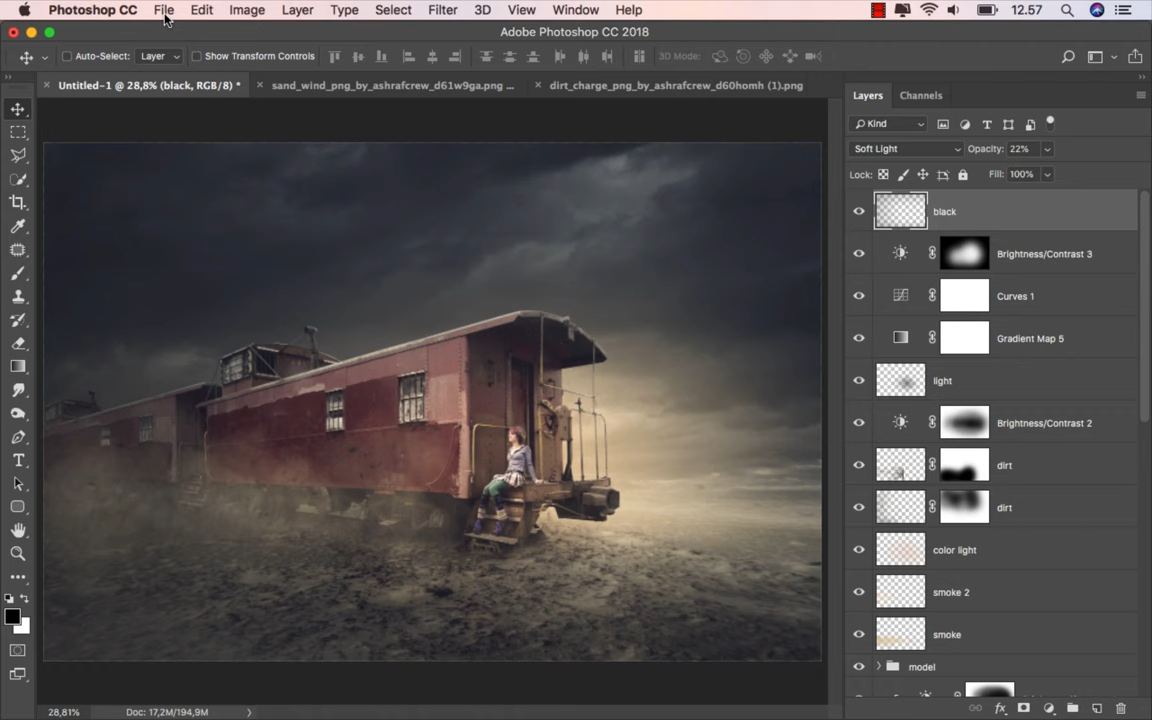 Photoshop CC File Edit Image Layer Type Select Filter 3D View Window Help 12.57
Adobe Photoshop CC 2018
Auto-Select: Layer Show Transform Controls 3D Mode:
Untitled-1 @ 28,8% (black, RGB/8) * sand_wind_png_by_ashrafcrew_d61w9ga.png ... dirt_charge_png_by_ashrafcrew_d60homh (1).png
Layers Channels
Kind
Soft Light Opacity: 22%
Lock: Fill: 100%
black
Brightness/Contrast 3
Curves 1
Gradient Map 5
light
Brightness/Contrast 2
dirt
dirt
color light
smoke 2
smoke
model
28,81% Doc: 17,2M/194,9M